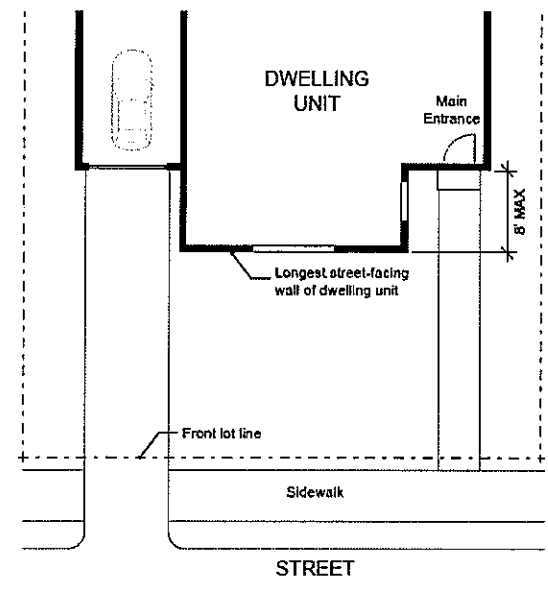 DWELLING
UNIT
Main
Entrance
8' MAX
Longest street-facing
wall of dwelling unit
Front lot line
Sidewalk
STREET